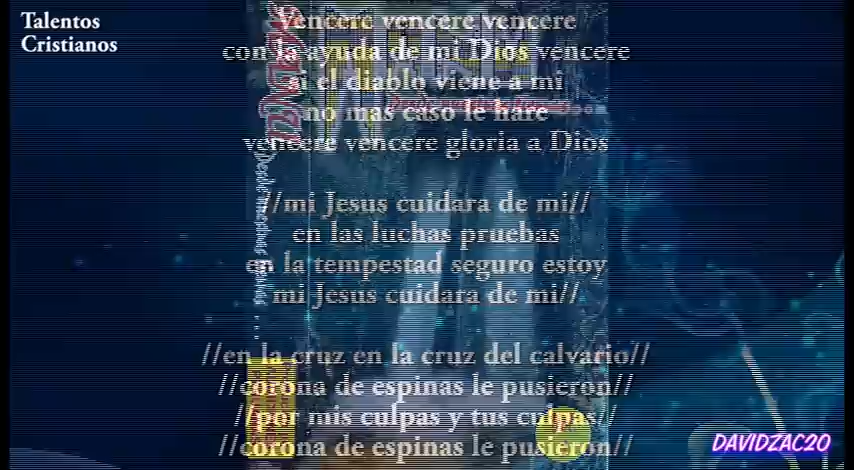 Talentos
Cristianos
Vencere vencere vencere
con la ayuda de mi Dios vencere
si el diablo viene a mi
no mas caso le hare
vencere vencere gloria a Dios
//mi Jesus cuidara de mi//
en las luchas pruebas
en la tempestad seguro estoy
mi Jesus cuidara de mi//
//en la cruz en la cruz del calvario//
//corona de espinas le pusieron//
//por mis culpas y tus culpas//
//corona de espinas le pusieron//
DAVIDZAC20